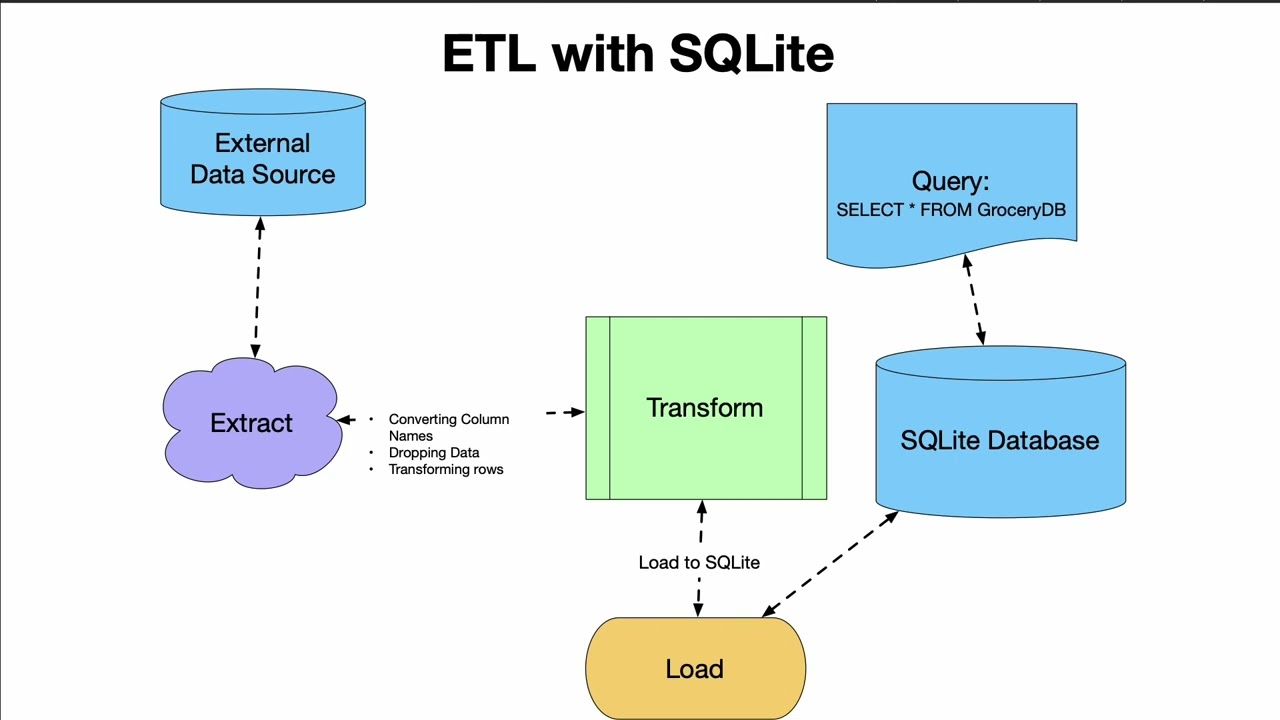 ETL with SQLite
External
Data Source
Query:
SELECT * FROM GroceryDB
Extract
• Converting Column
Names
• Dropping Data
• Transforming rows
Transform
SQLite Database
Load to SQLite
Load